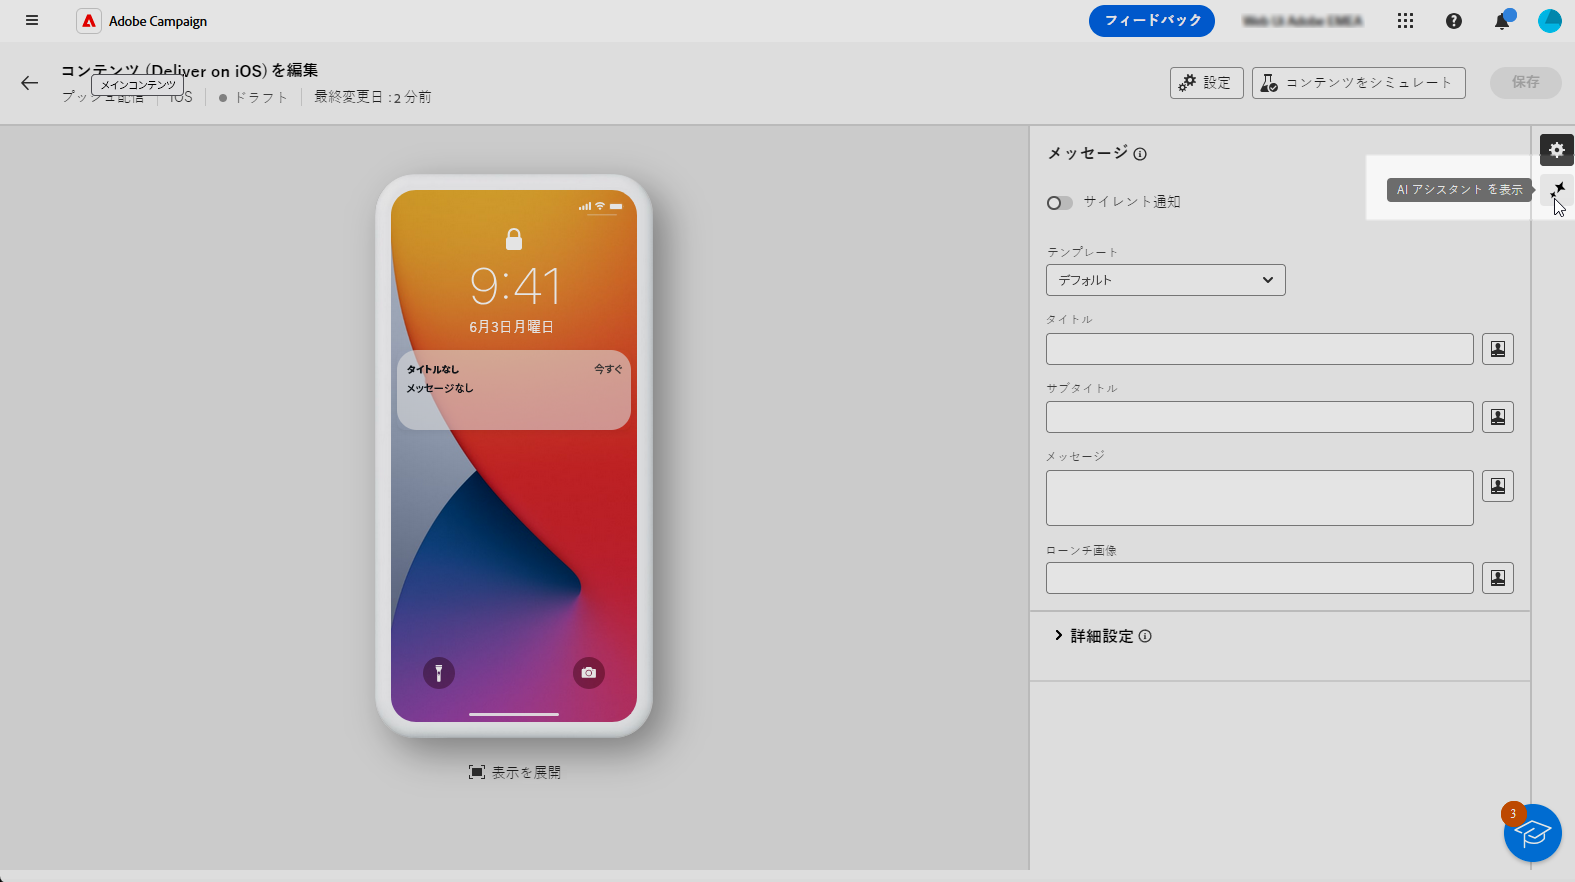 Adobe Campaign
フィードバック
コンテンツ (Deliver on iOS) を編集
メインコンテンツ
プッシュ配信 iOS ドラフト 最終変更日 : 2 分前
設定
コンテンツをシミュレート
保存
メッセージ
AI アシスタント を表示
サイレント通知
テンプレート
デフォルト
タイトル
サブタイトル
メッセージ
ローンチ画像
詳細設定
9:41
6月3日月曜日
タイトルなし 今すぐ
メッセージなし
表示を展開
3